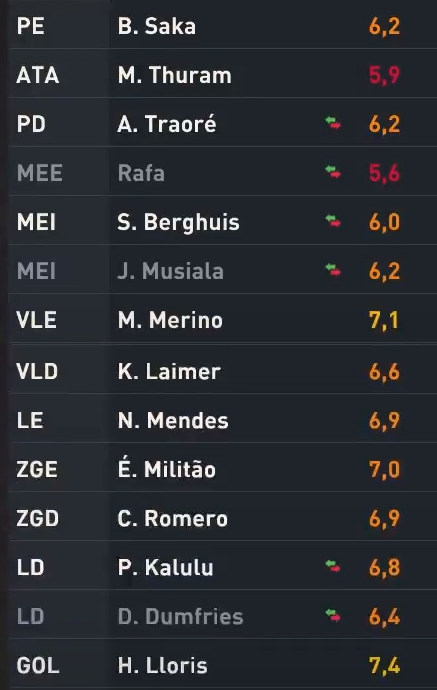 PE B. Saka 6,2
ATA M. Thuram 5,9
PD A. Traoré 6,2
MEE Rafa 5,6
MEI S. Berghuis 6,0
MEI J. Musiala 6,2
VLE M. Merino 7,1
VLD K. Laimer 6,6
LE N. Mendes 6,9
ZGE É. Militão 7,0
ZGD C. Romero 6,9
LD P. Kalulu 6,8
LD D. Dumfries 6,4
GOL H. Lloris 7,4